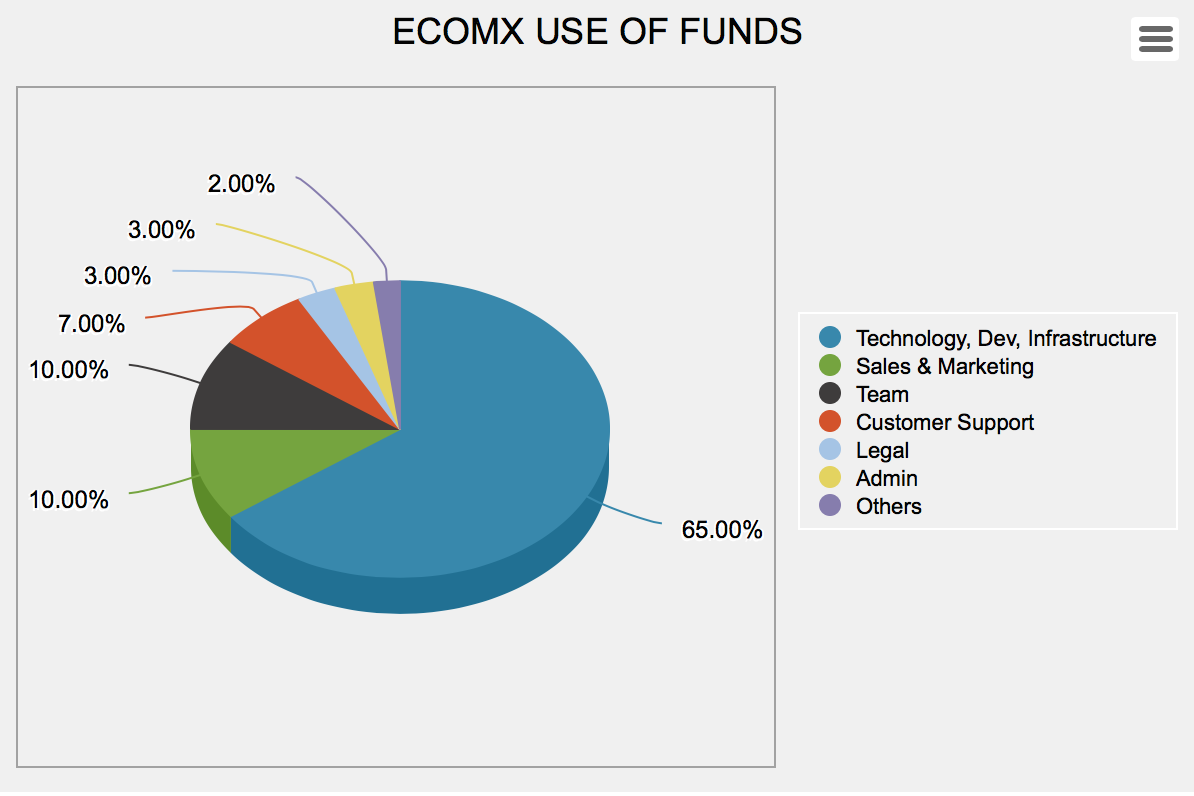 ECOMX USE OF FUNDS
2.00%
3.00%
3.00%
7.00%
10.00%
10.00%
65.00%
Technology, Dev, Infrastructure
Sales & Marketing
Team
Customer Support
Legal
Admin
Others